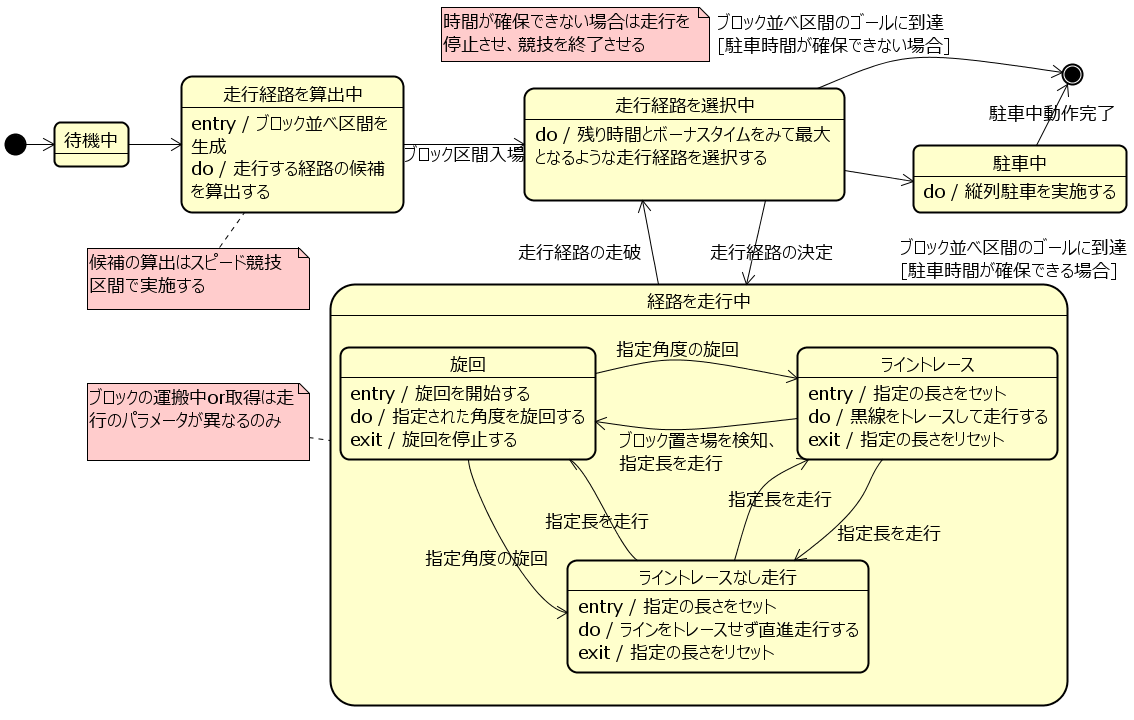 時間が確保できない場合は走行を
停止させ、競技を終了させる
ブロック並べ区間のゴールに到達
[駐車時間が確保できない場合]
走行経路を算出中
entry / ブロック並べ区間を
生成
do / 走行する経路の候補
を算出する
待機中
ブロック区間入場
走行経路を選択中
do / 残り時間とボーナスタイムをみて最大
となるような走行経路を選択する
駐車中動作完了
駐車中
do / 縦列駐車を実施する
ブロック並べ区間のゴールに到達
[駐車時間が確保できる場合]
候補の算出はスピード競技
区間で実施する
走行経路の走破
走行経路の決定
経路を走行中
ブロックの運搬中or取得は走
行のパラメータが異なるのみ
旋回
entry / 旋回を開始する
do / 指定された角度を旋回する
exit / 旋回を停止する
指定角度の旋回
ライントレース
entry / 指定の長さをセット
do / 黒線をトレースして走行する
exit / 指定の長さをリセット
ブロック置き場を検知、
指定長を走行
指定長を走行
指定長を走行
指定長を走行
指定角度の旋回
ライントレースなし走行
entry / 指定の長さをセット
do / ラインをトレースせず直進走行する
exit / 指定の長さをリセット